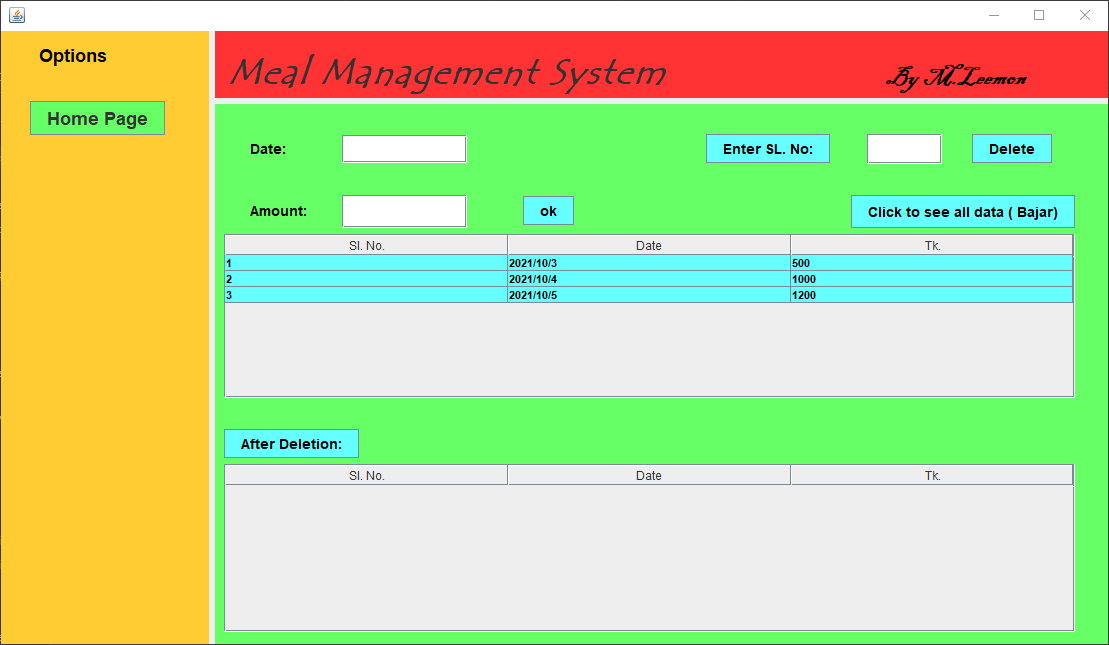 Options
Home Page
Meal Management System
By M.Leemon
Date:
Enter SL. No:
Delete
Amount:
ok
Click to see all data ( Bajar)
Sl. No. Date Tk.
1 2021/10/3 500
2 2021/10/4 1000
3 2021/10/5 1200
After Deletion:
Sl. No. Date Tk.